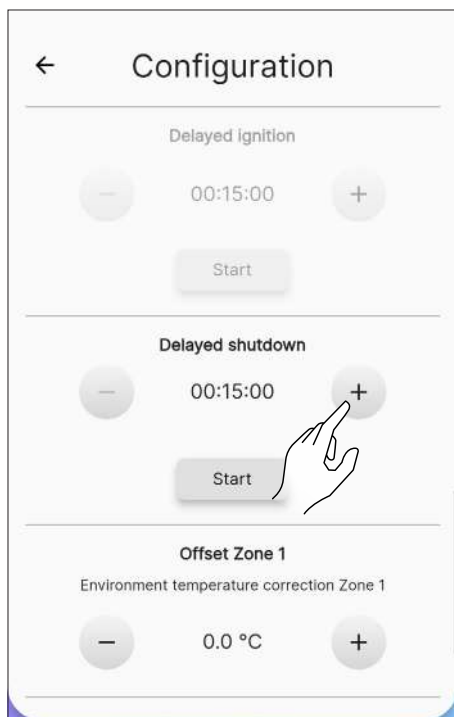 ← Configuration
Delayed ignition
− 00:15:00 +
Start
Delayed shutdown
− 00:15:00 +
Start
Offset Zone 1
Environment temperature correction Zone 1
− 0.0 °C +